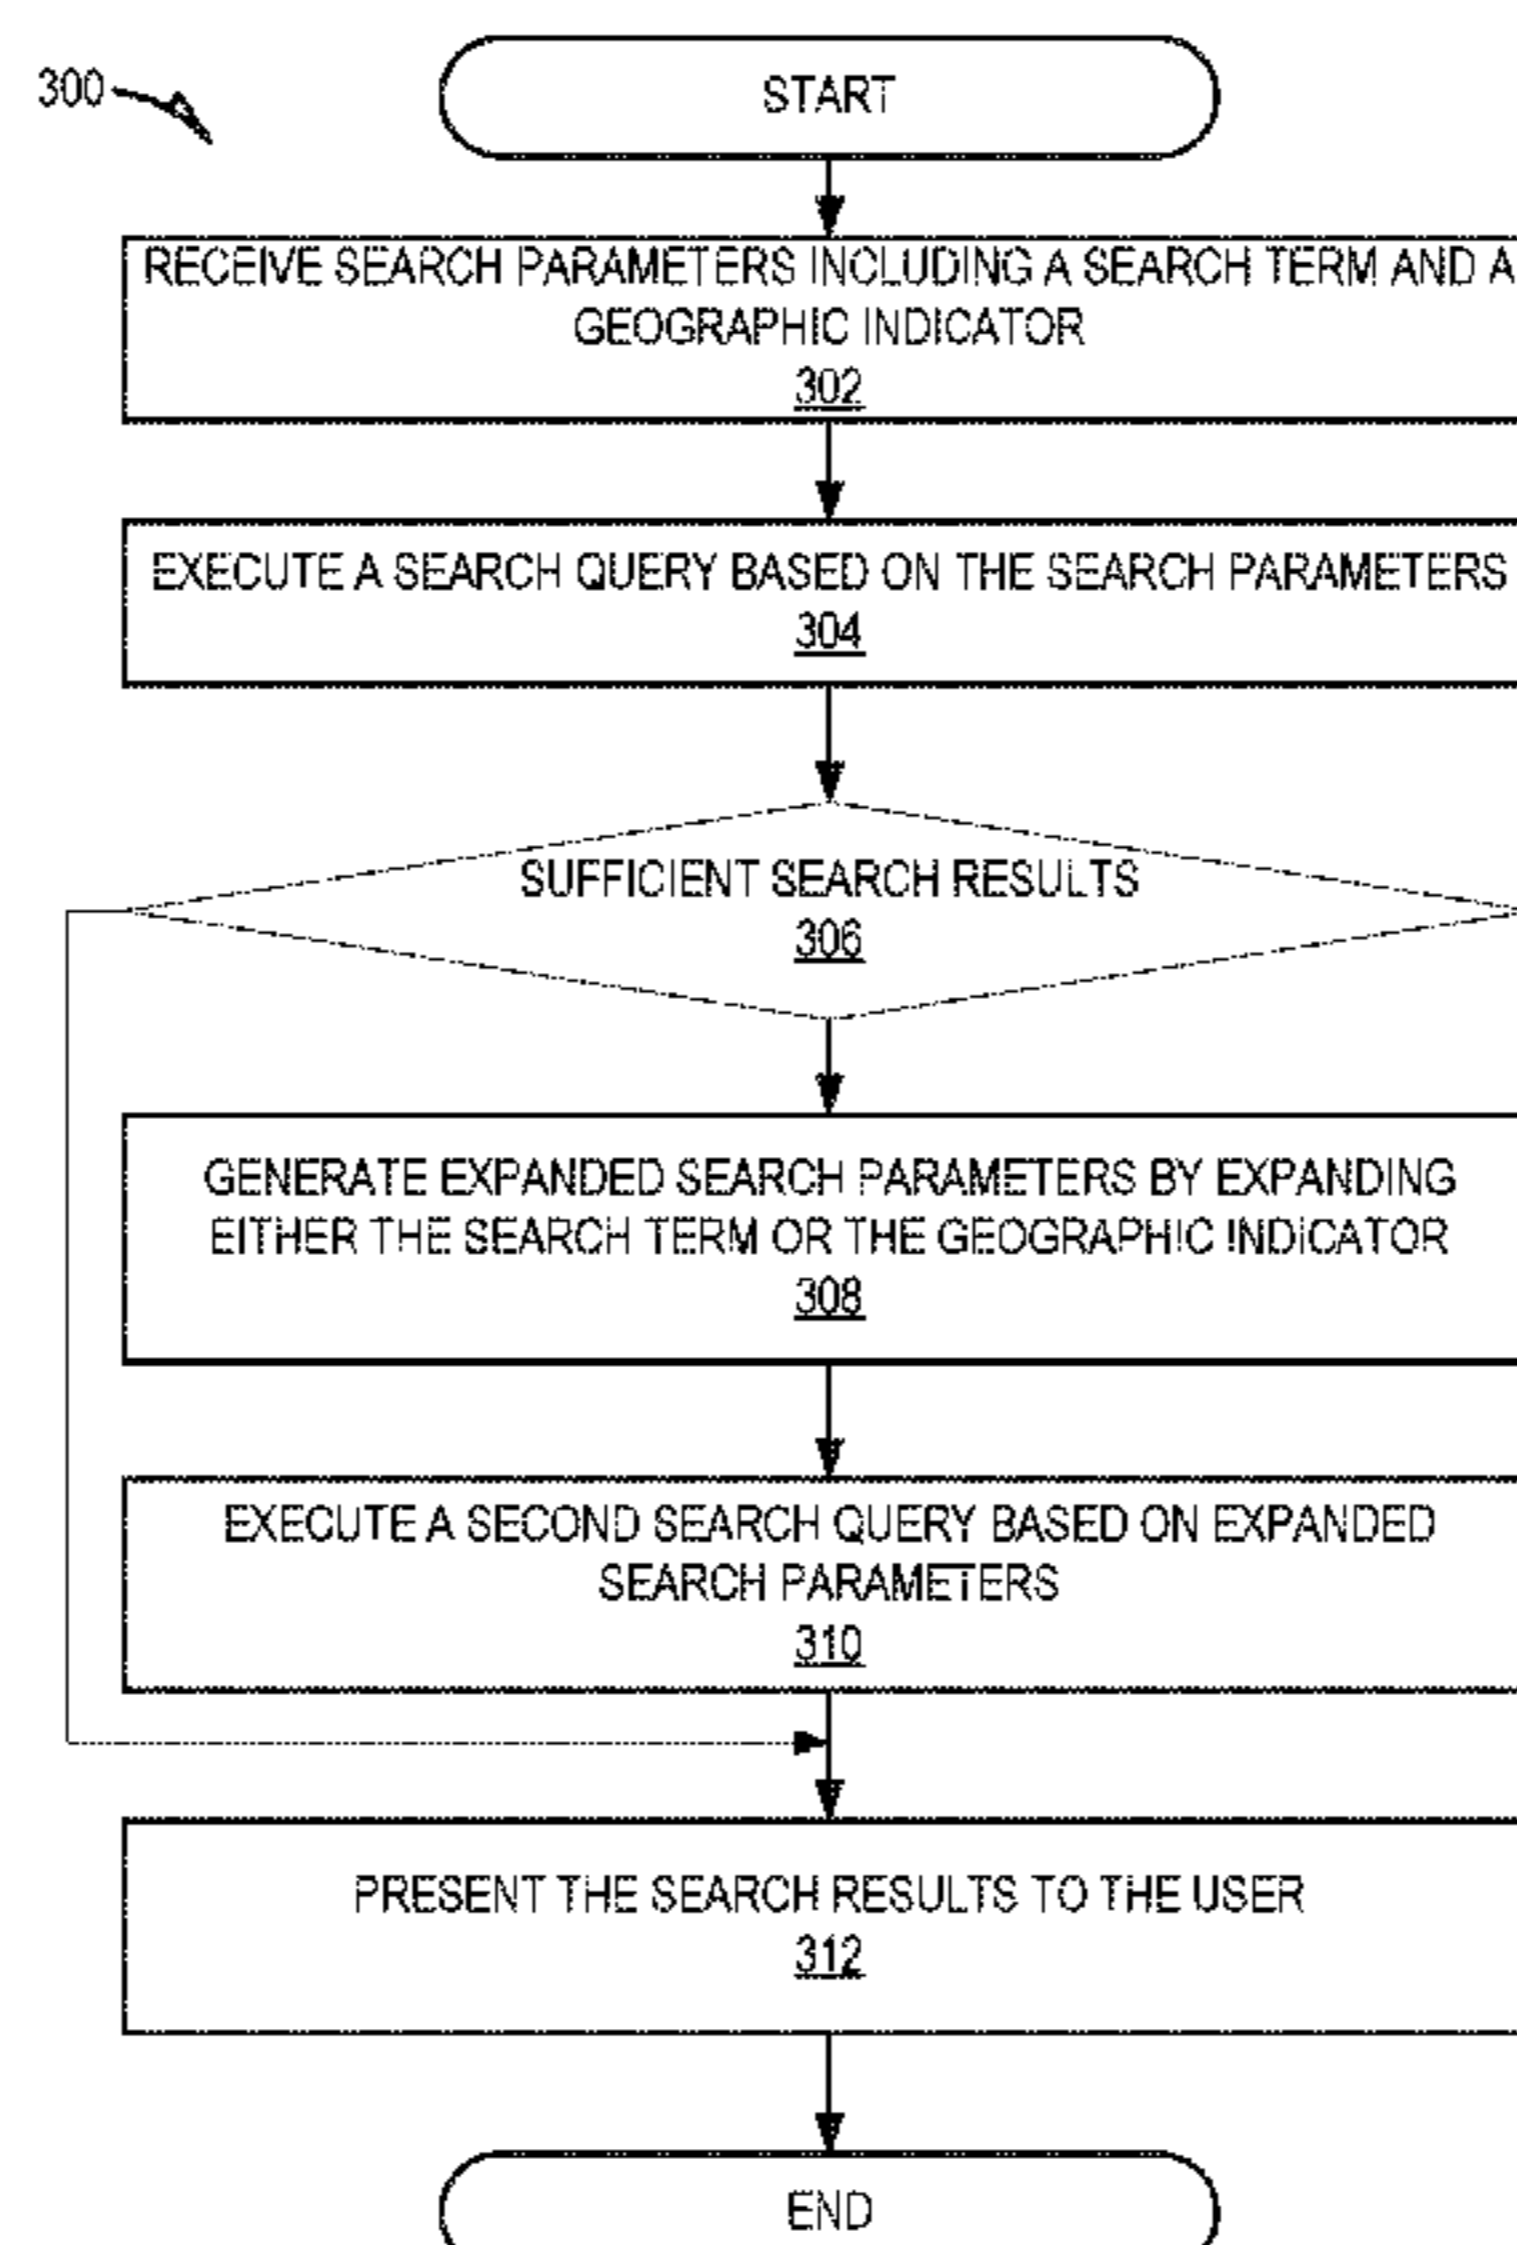 START
300
RECEIVE SEARCH PARAMETERS INCLUDING A SEARCH TERM AND A
GEOGRAPHIC INDICATOR
302
EXECUTE A SEARCH QUERY BASED ON THE SEARCH PARAMETERS
304
SUFFICIENT SEARCH RESULTS
306
GENERATE EXPANDED SEARCH PARAMETERS BY EXPANDING
EITHER THE SEARCH TERM OR THE GEOGRAPHIC INDICATOR
308
EXECUTE A SECOND SEARCH QUERY BASED ON EXPANDED
SEARCH PARAMETERS
310
PRESENT THE SEARCH RESULTS TO THE USER
312
END